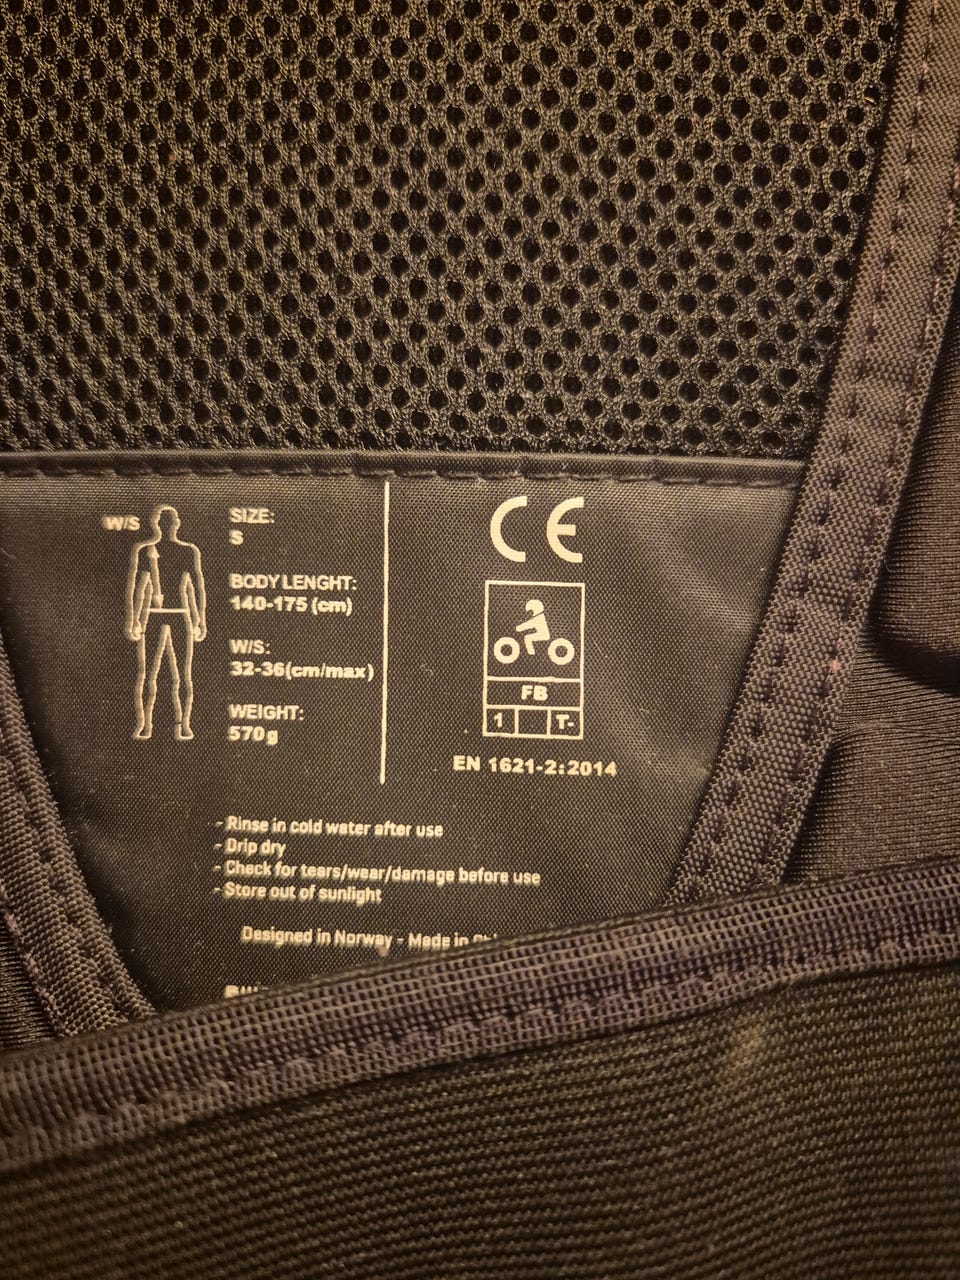 W/S
SIZE:
S
BODY LENGHT:
140-175 (cm)
W/S:
32-36(cm/max)
WEIGHT:
570g
CE
FB
1 T-
EN 1621-2:2014
- Rinse in cold water after use
- Drip dry
- Check for tears/wear/damage before use
- Store out of sunlight
Designed in Norway - Made in